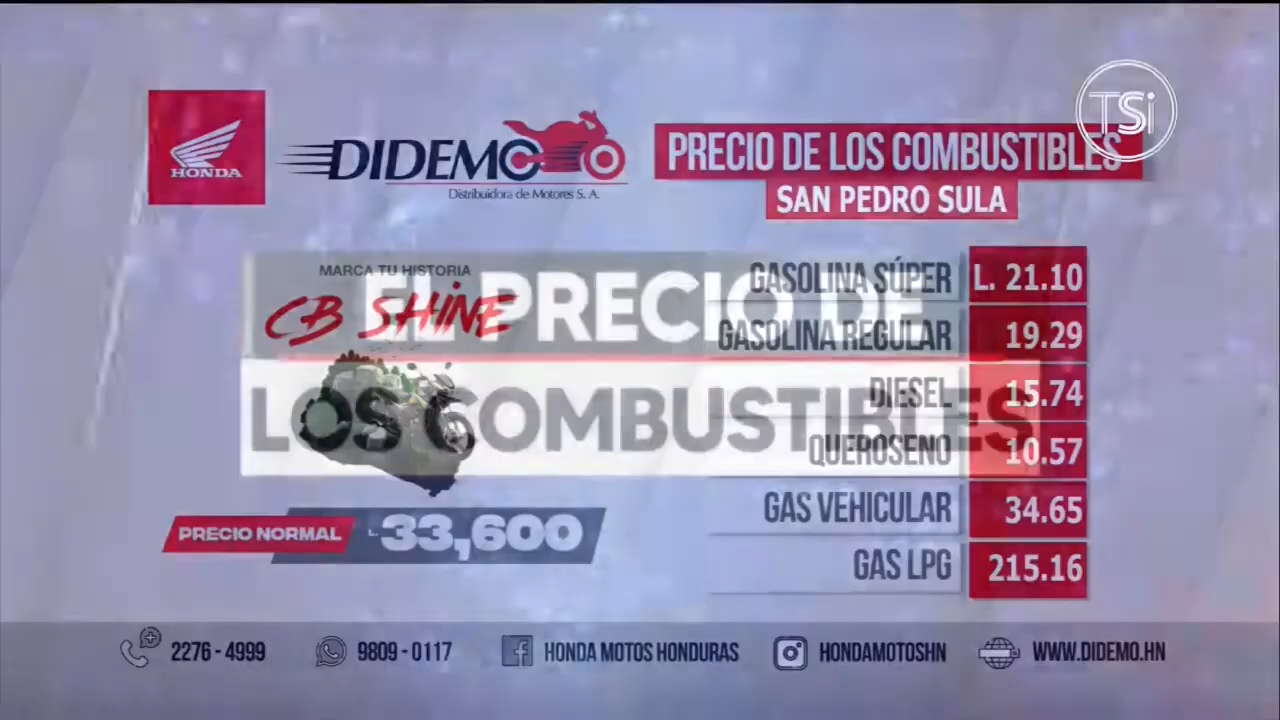 TSi
HONDA
DIDEMO
Distribuidora de Motores S. A.
PRECIO DE LOS COMBUSTIBLES
SAN PEDRO SULA
MARCA TU HISTORIA
CB SHINE
EL PRECIO DE
LOS COMBUSTIBLES
GASOLINA SÚPER L. 21.10
GASOLINA REGULAR 19.29
DIESEL 15.74
QUEROSENO 10.57
GAS VEHICULAR 34.65
GAS LPG 215.16
PRECIO NORMAL L 33,600
2276 - 4999 9809 - 0117 HONDA MOTOS HONDURAS HONDAMOTOSHN WWW.DIDEMO.HN